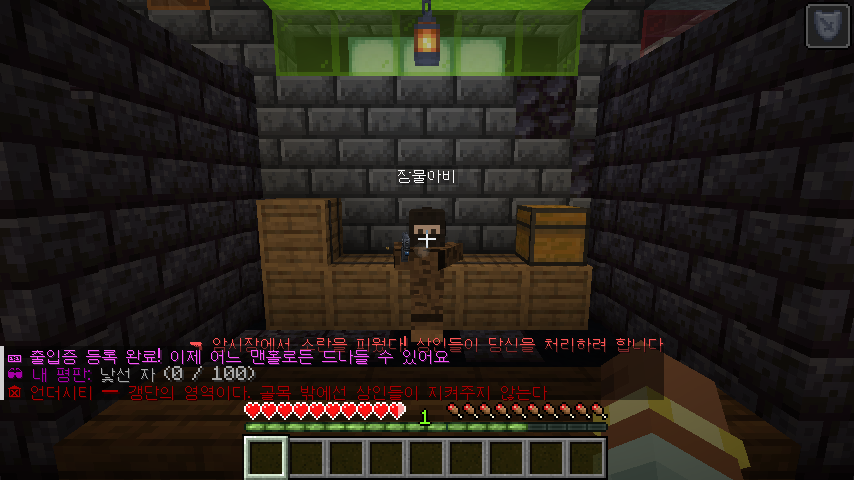 장물아비
암시장에서 소란을 피웠다! 상인들이 당신을 처리하려 합니다
출입증 등록 완료! 이제 어느 맨홀로든 드나들 수 있어요
내 평판: 낯선 자 (0 / 100)
언더시티 — 갱단의 영역이다. 골목 밖에선 상인들이 지켜주지 않는다
1